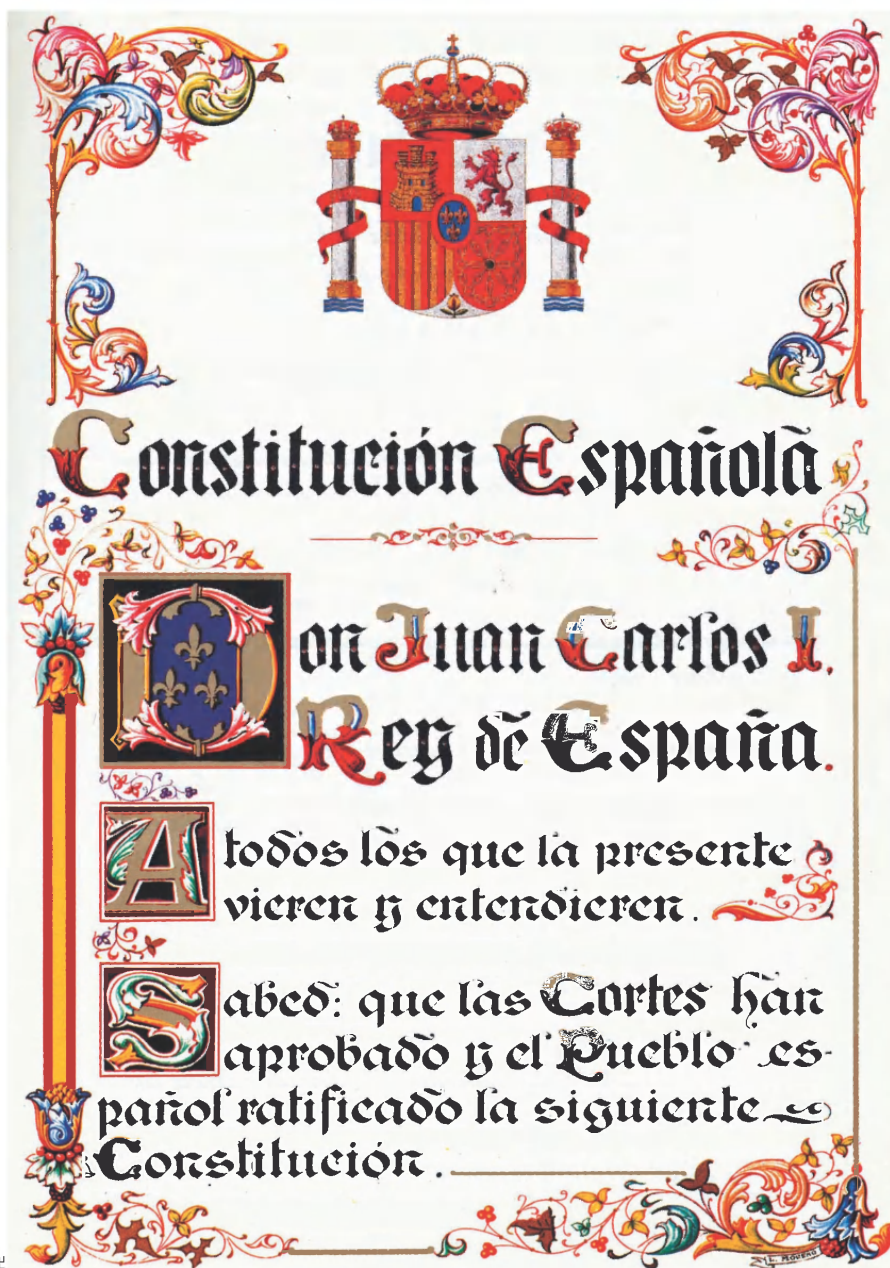 Constitución Española
Don Juan Carlos I.
Rey de España.
A todos los que la presente
vieren y entendieren.
Sabed: que las Cortes han
aprobado y el Pueblo es-
pañol ratificado la siguiente
Constitución.